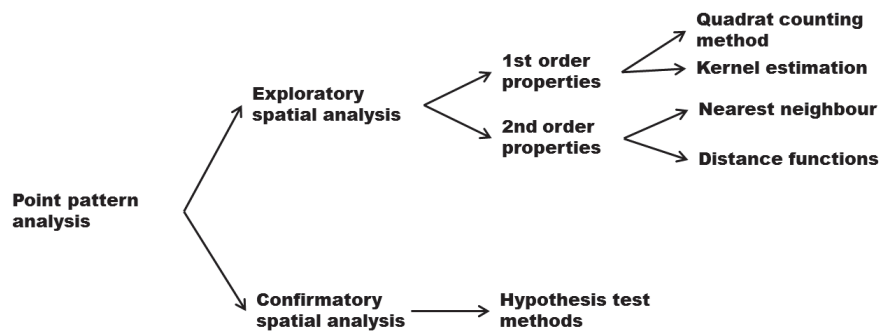 Point pattern
analysis
Exploratory
spatial analysis
1st order
properties
Quadrat counting
method
Kernel estimation
2nd order
properties
Nearest neighbour
Distance functions
Confirmatory
spatial analysis
Hypothesis test
methods